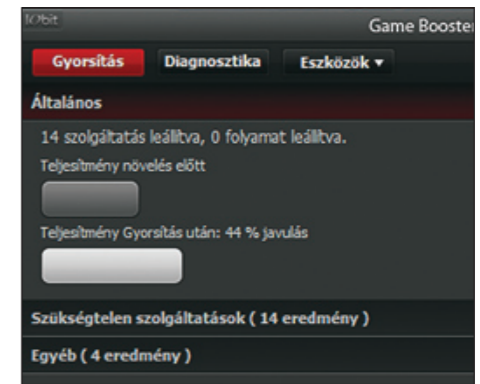 IObit
Game Booster
Gyorsítás Diagnosztika Eszközök ▾
Általános
14 szolgáltatás leállítva, 0 folyamat leállítva.
Teljesítmény növelés előtt
Teljesítmény Gyorsítás után: 44 % javulás
Szükségtelen szolgáltatások ( 14 eredmény )
Egyéb ( 4 eredmény )